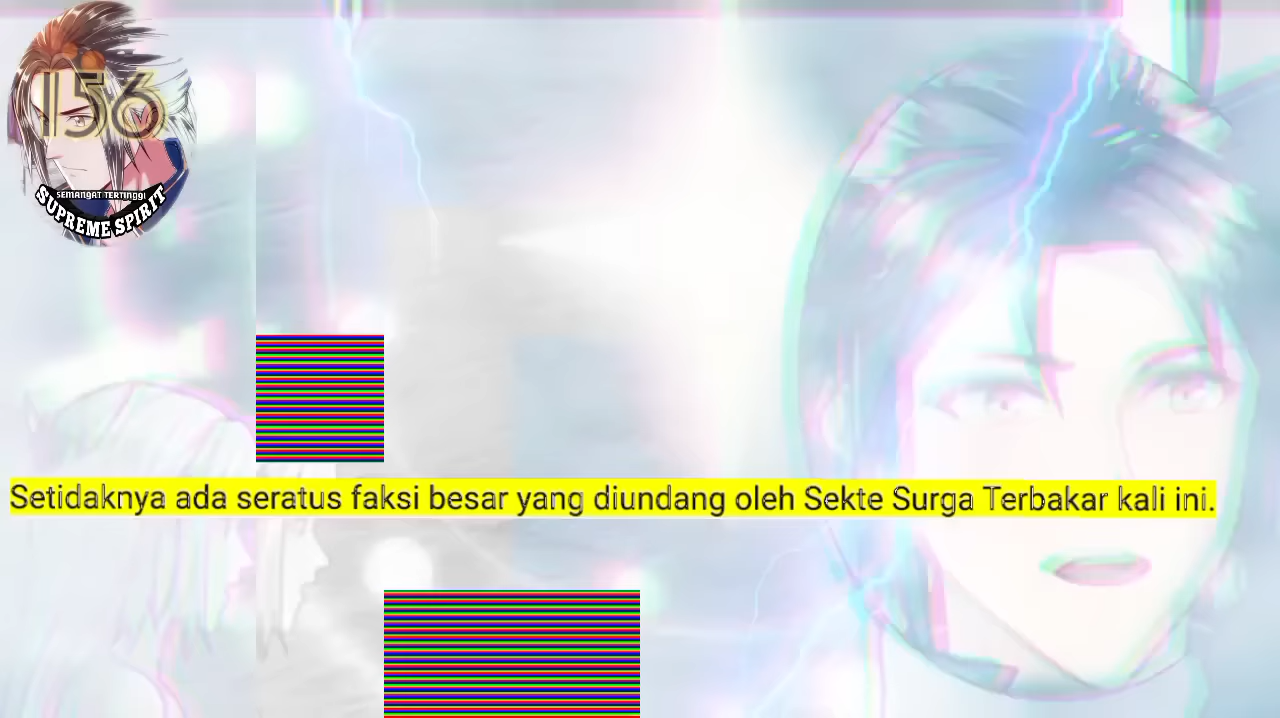 156
SEMANGAT TERTINGGI
SUPREME SPIRIT
Setidaknya ada seratus faksi besar yang diundang oleh Sekte Surga Terbakar kali ini.